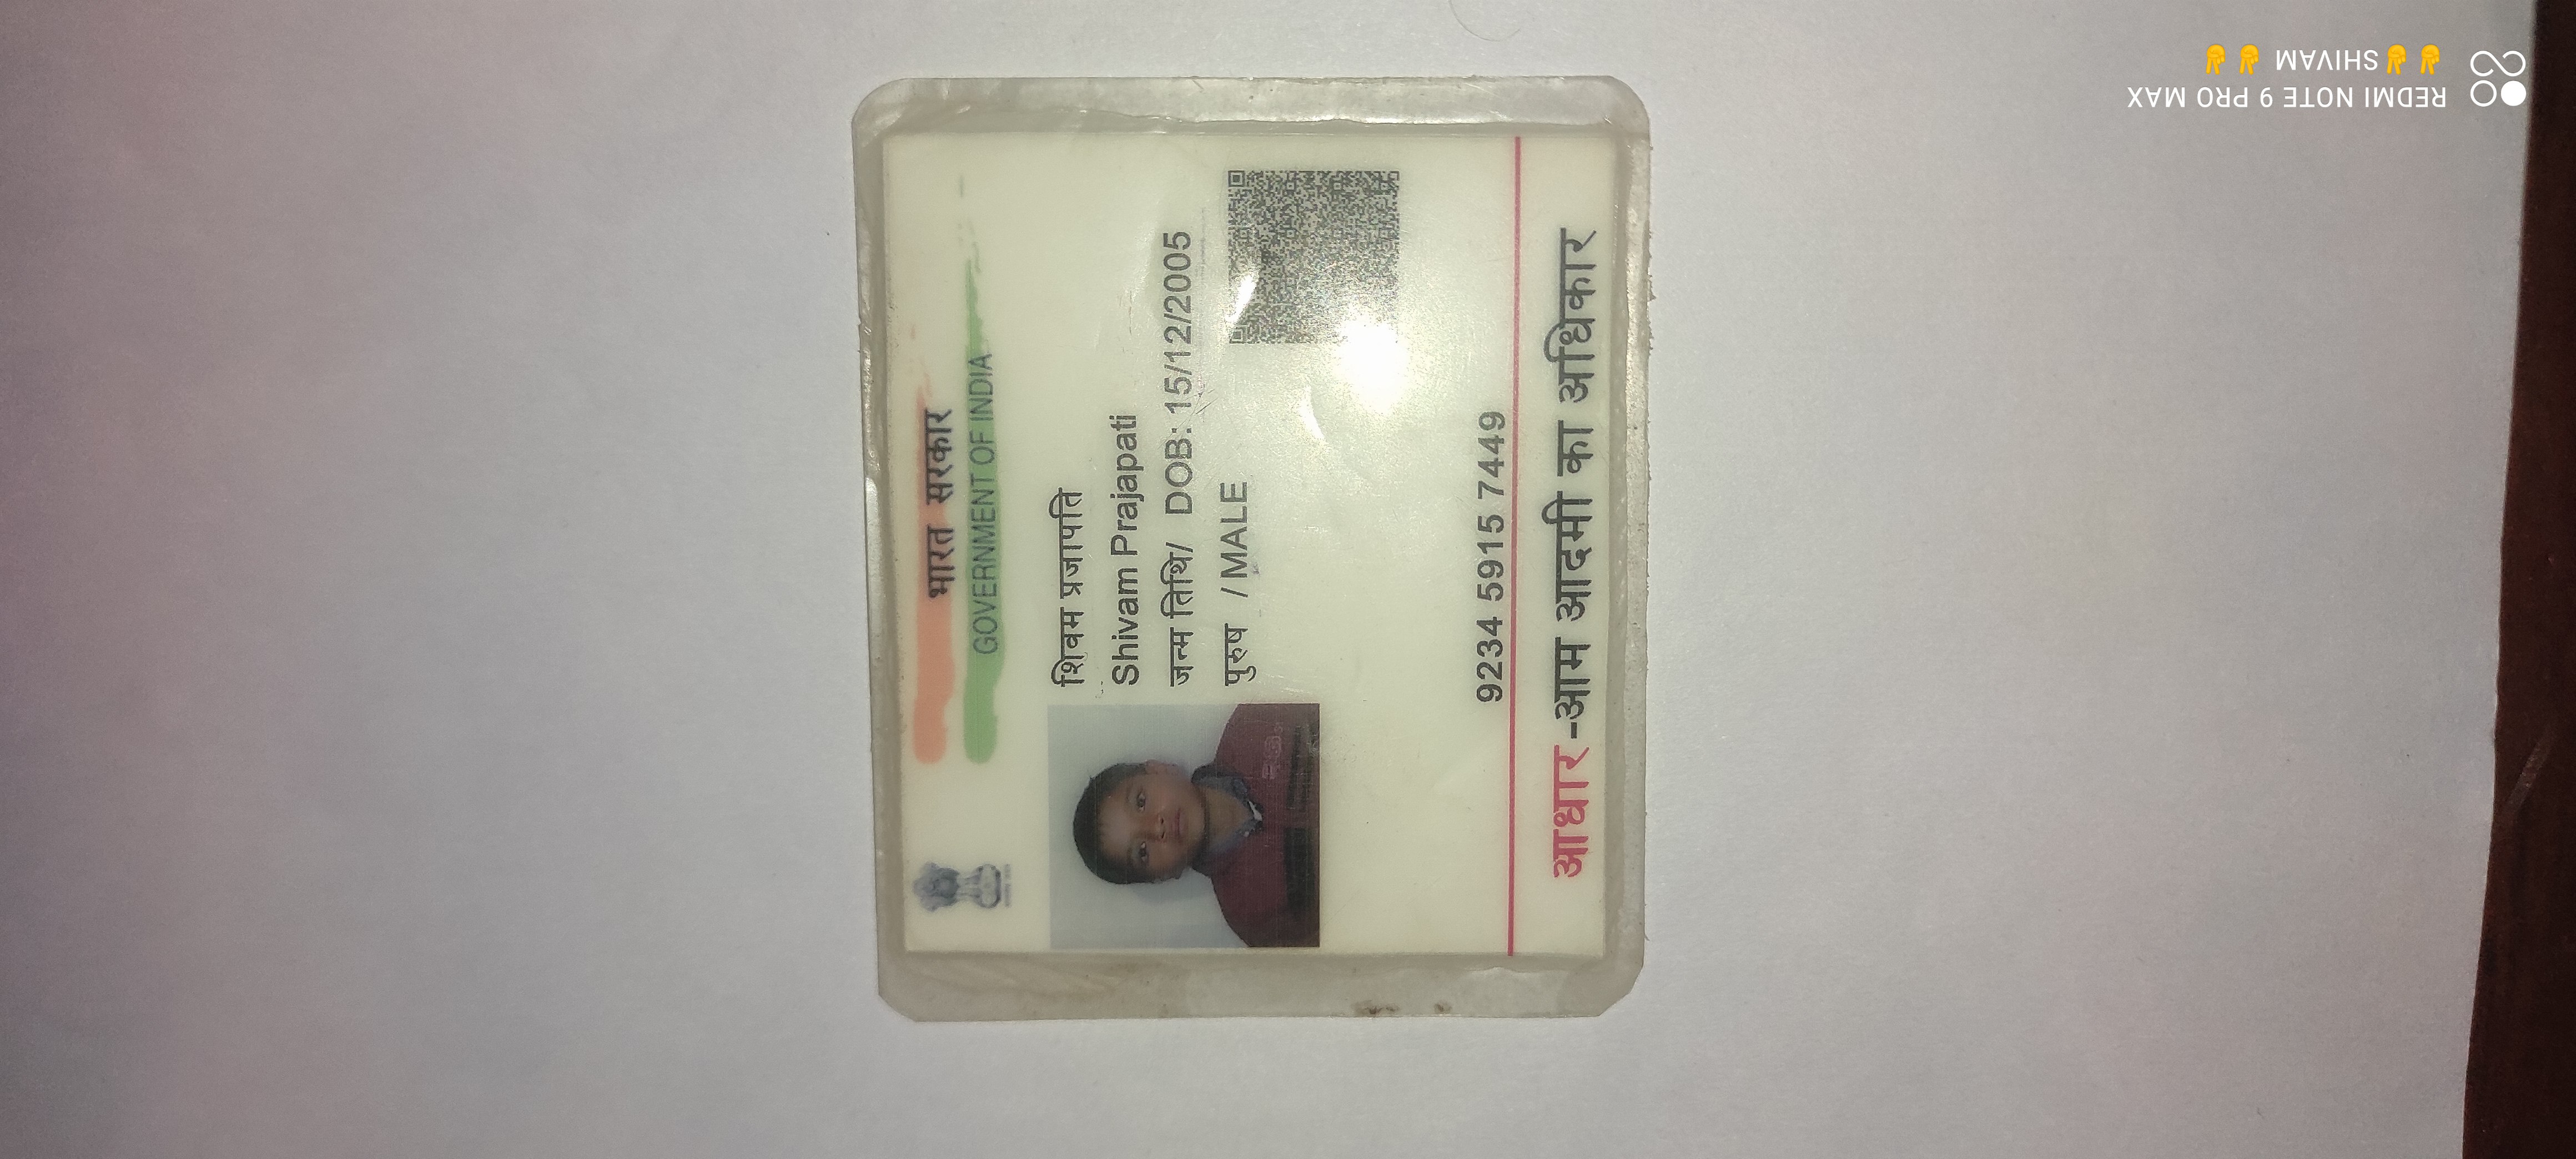 भारत सरकार
GOVERNMENT OF INDIA
शिवम प्रजापति
Shivam Prajapati
जन्म तिथि/ DOB: 15/12/2005
पुरुष / MALE
9234 5915 7449
आधार-आम आदमी का अधिकार
REDMI NOTE 9 PRO MAX
SHIVAM